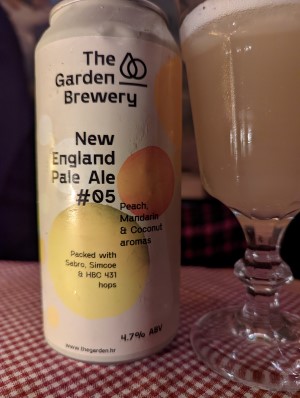 The
Garden
Brewery
New
England
Pale Ale
#05
Peach,
Mandarin
& Coconut
aromas
Packed with
Sabro, Simcoe
& HBC 431
hops
4.7% ABV
www.thegarden.hr